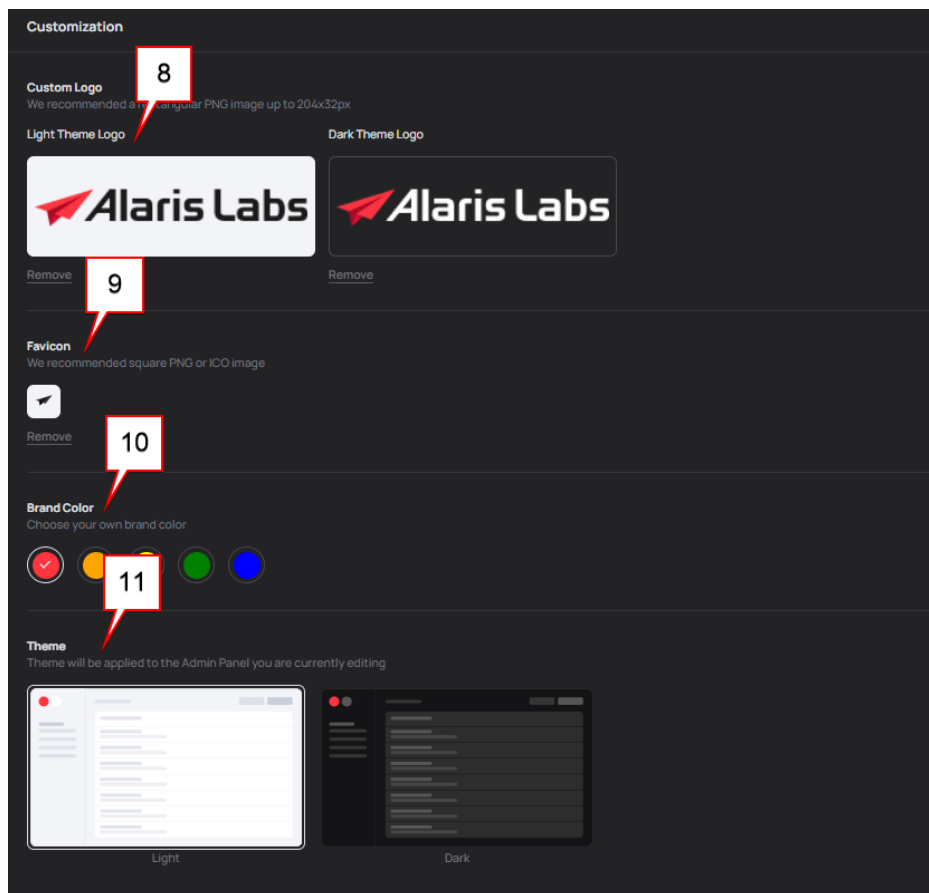 Customization
8
Custom Logo
We recommended a rectangular PNG image up to 204x32px
Light Theme Logo
Dark Theme Logo
Alaris Labs
Alaris Labs
Remove
Remove
9
Favicon
We recommended square PNG or ICO image
Remove
10
Brand Color
Choose your own brand color
11
Theme
Theme will be applied to the Admin Panel you are currently editing
Light
Dark